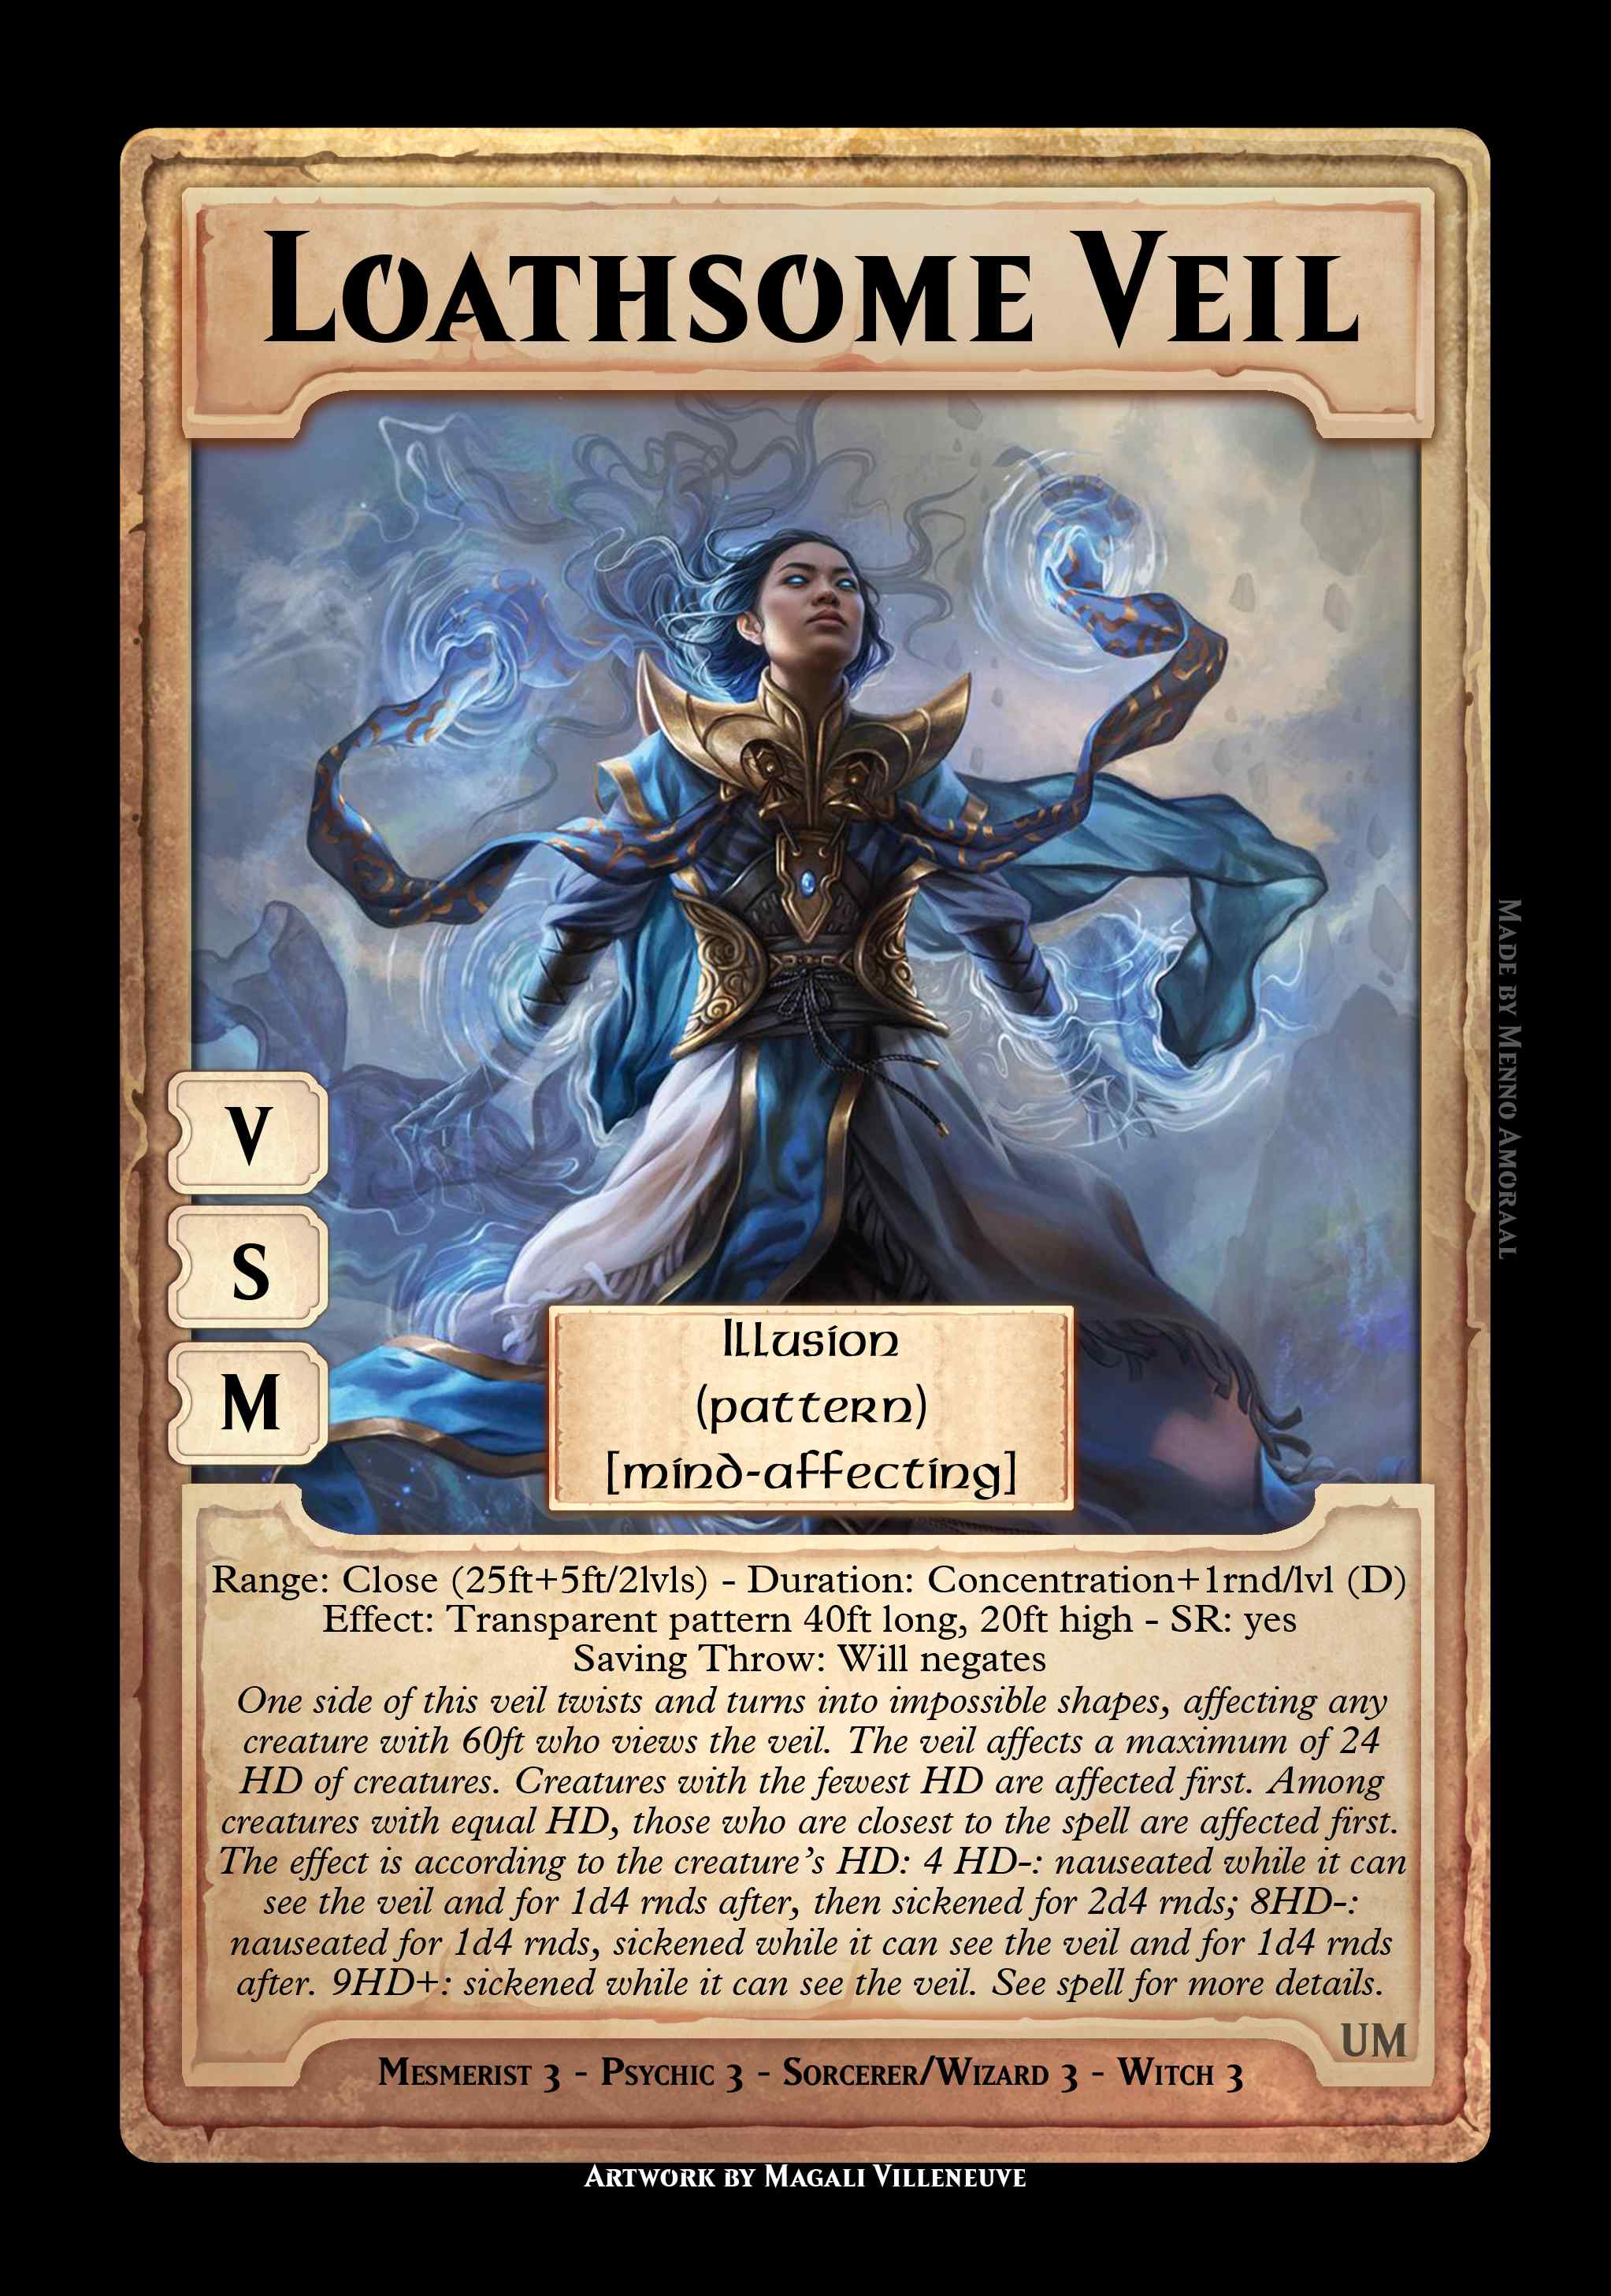 Loathsome Veil
V
S
M
Illusion
(pattern)
[mind-affecting]
Range: Close (25ft+5ft/2lvls) - Duration: Concentration+1rnd/lvl (D)
Effect: Transparent pattern 40ft long, 20ft high - SR: yes
Saving Throw: Will negates
One side of this veil twists and turns into impossible shapes, affecting any
creature with 60ft who views the veil. The veil affects a maximum of 24
HD of creatures. Creatures with the fewest HD are affected first. Among
creatures with equal HD, those who are closest to the spell are affected first.
The effect is according to the creature's HD: 4 HD-: nauseated while it can
see the veil and for 1d4 rnds after, then sickened for 2d4 rnds; 8HD-:
nauseated for 1d4 rnds, sickened while it can see the veil and for 1d4 rnds
after. 9HD+: sickened while it can see the veil. See spell for more details.
UM
Mesmerist 3 - Psychic 3 - Sorcerer/Wizard 3 - Witch 3
Artwork by Magali Villeneuve
Made by Menno Amoraal